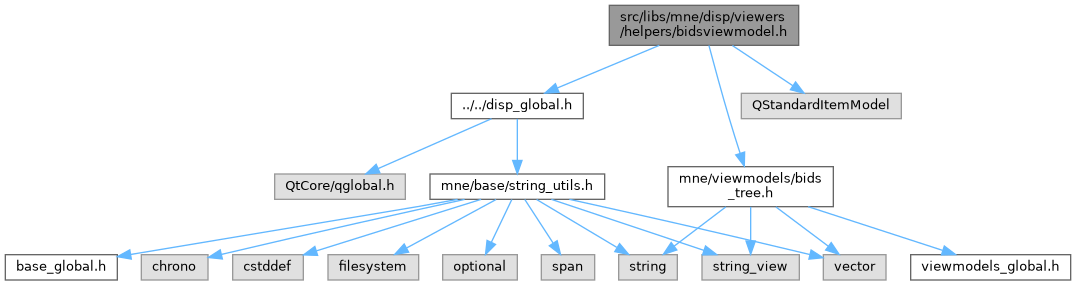 src/libs/mne/disp/viewers
/helpers/bidsviewmodel.h
../../disp_global.h
QStandardItemModel
QtCore/qglobal.h
mne/base/string_utils.h
mne/viewmodels/bids
_tree.h
base_global.h
chrono
cstddef
filesystem
optional
span
string
string_view
vector
viewmodels_global.h